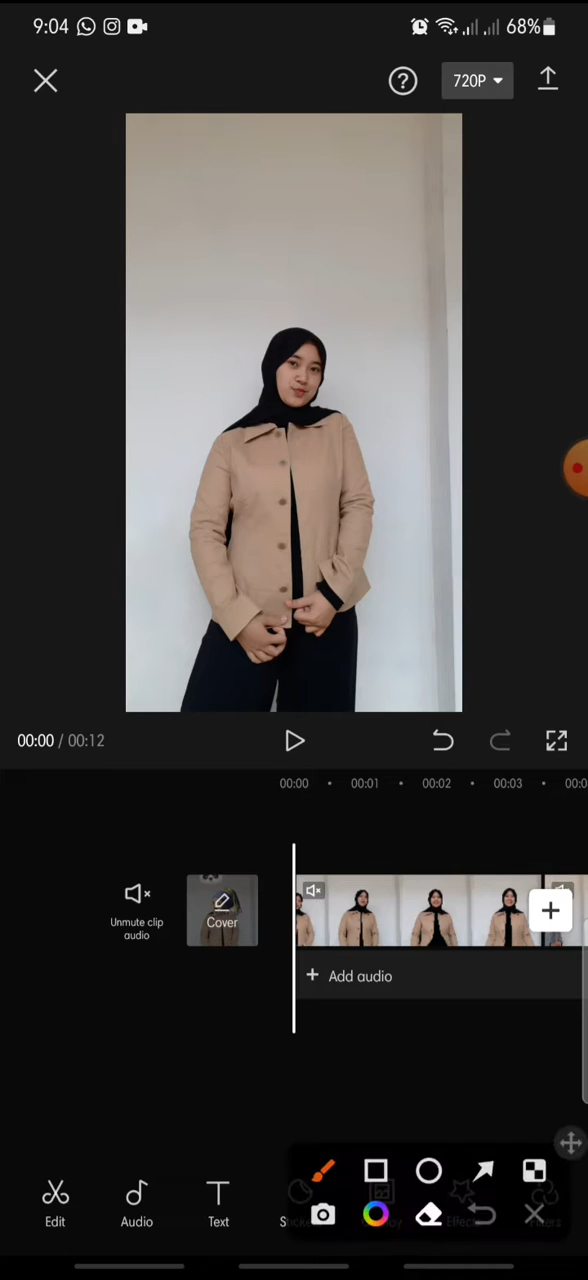 9:04 68%
720P
00:00 / 00:12
00:00 00:01 00:02 00:03
Unmute clip
audio
Cover
+ Add audio
Edit Audio Text